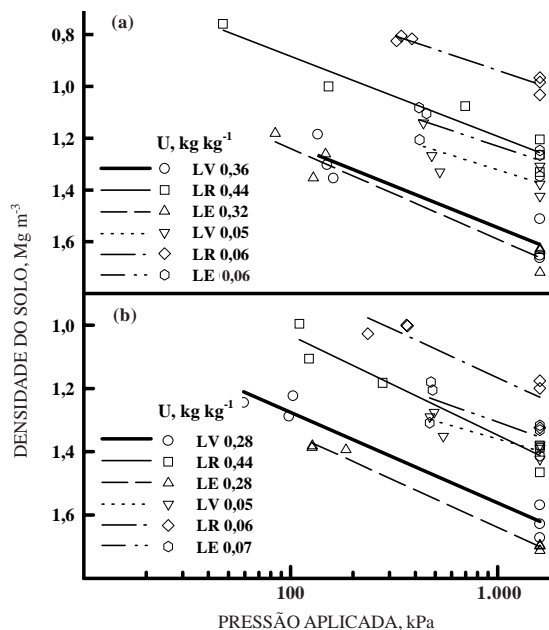 (a)
0,8
1,0
1,2
1,4
1,6
U, kg kg-1
LV 0,36
LR 0,44
LE 0,32
LV 0,05
LR 0,06
LE 0,06
DENSIDADE DO SOLO, Mg m-3
(b)
1,0
1,2
1,4
1,6
U, kg kg-1
LV 0,28
LR 0,44
LE 0,28
LV 0,05
LR 0,06
LE 0,07
100 1.000
PRESSÃO APLICADA, kPa